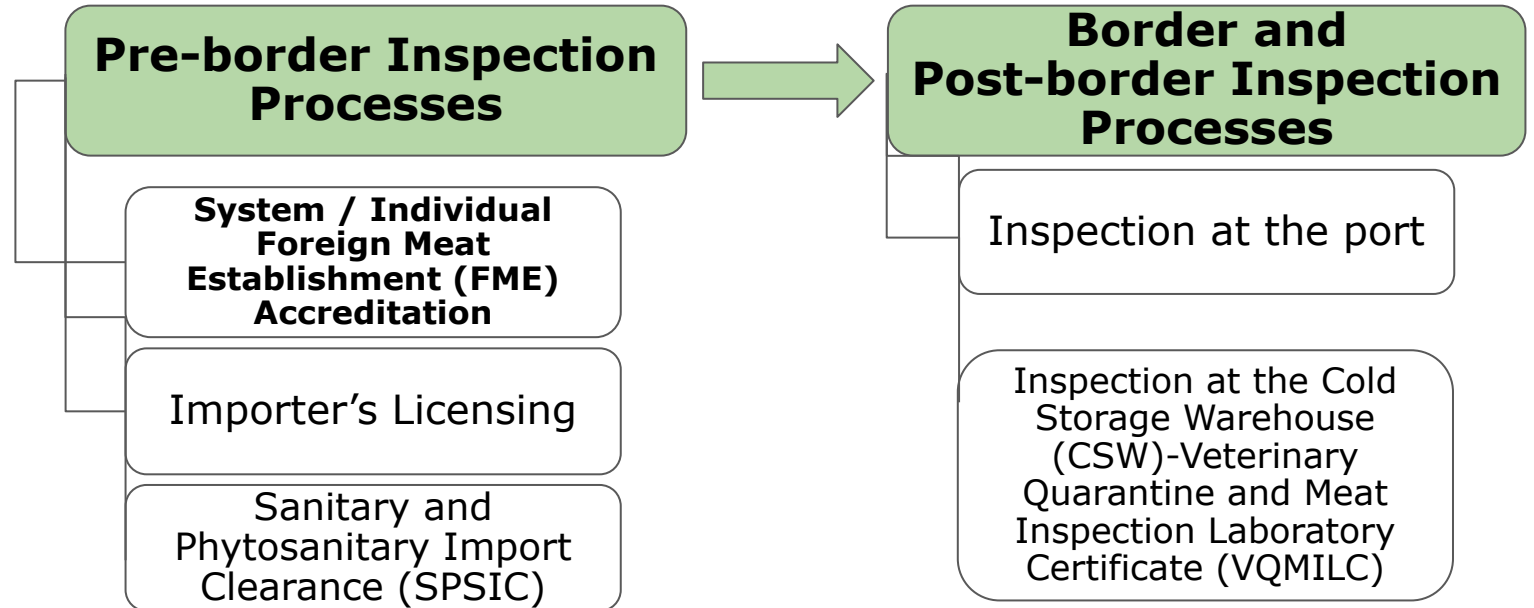 Pre-border Inspection
Processes
System / Individual
Foreign Meat
Establishment (FME)
Accreditation
Importer’s Licensing
Sanitary and
Phytosanitary Import
Clearance (SPSIC)
Border and
Post-border Inspection
Processes
Inspection at the port
Inspection at the Cold
Storage Warehouse
(CSW)-Veterinary
Quarantine and Meat
Inspection Laboratory
Certificate (VQMILC)